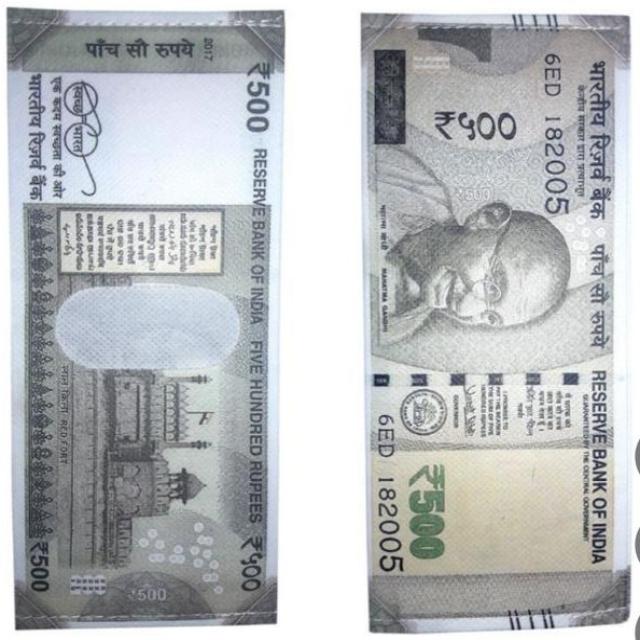 पाँच सौ रुपये
2017
₹500 RESERVE BANK OF INDIA FIVE HUNDRED RUPEES ₹५००
एक कदम स्वच्छता की ओर
स्वच्छ भारत
भारतीय रिज़र्व बैंक
लाल क़िला RED FORT
₹500
₹500
₹५००
6ED 182005
भारतीय रिज़र्व बैंक पाँच सौ रुपये
केन्द्रीय सरकार द्वारा प्रत्याभूत
RESERVE BANK OF INDIA
GUARANTEED BY THE CENTRAL GOVERNMENT
MAHATMA GANDHI
I PROMISE TO
PAY THE BEARER
THE SUM OF FIVE
HUNDRED RUPEES
GOVERNOR
₹500
6ED 182005